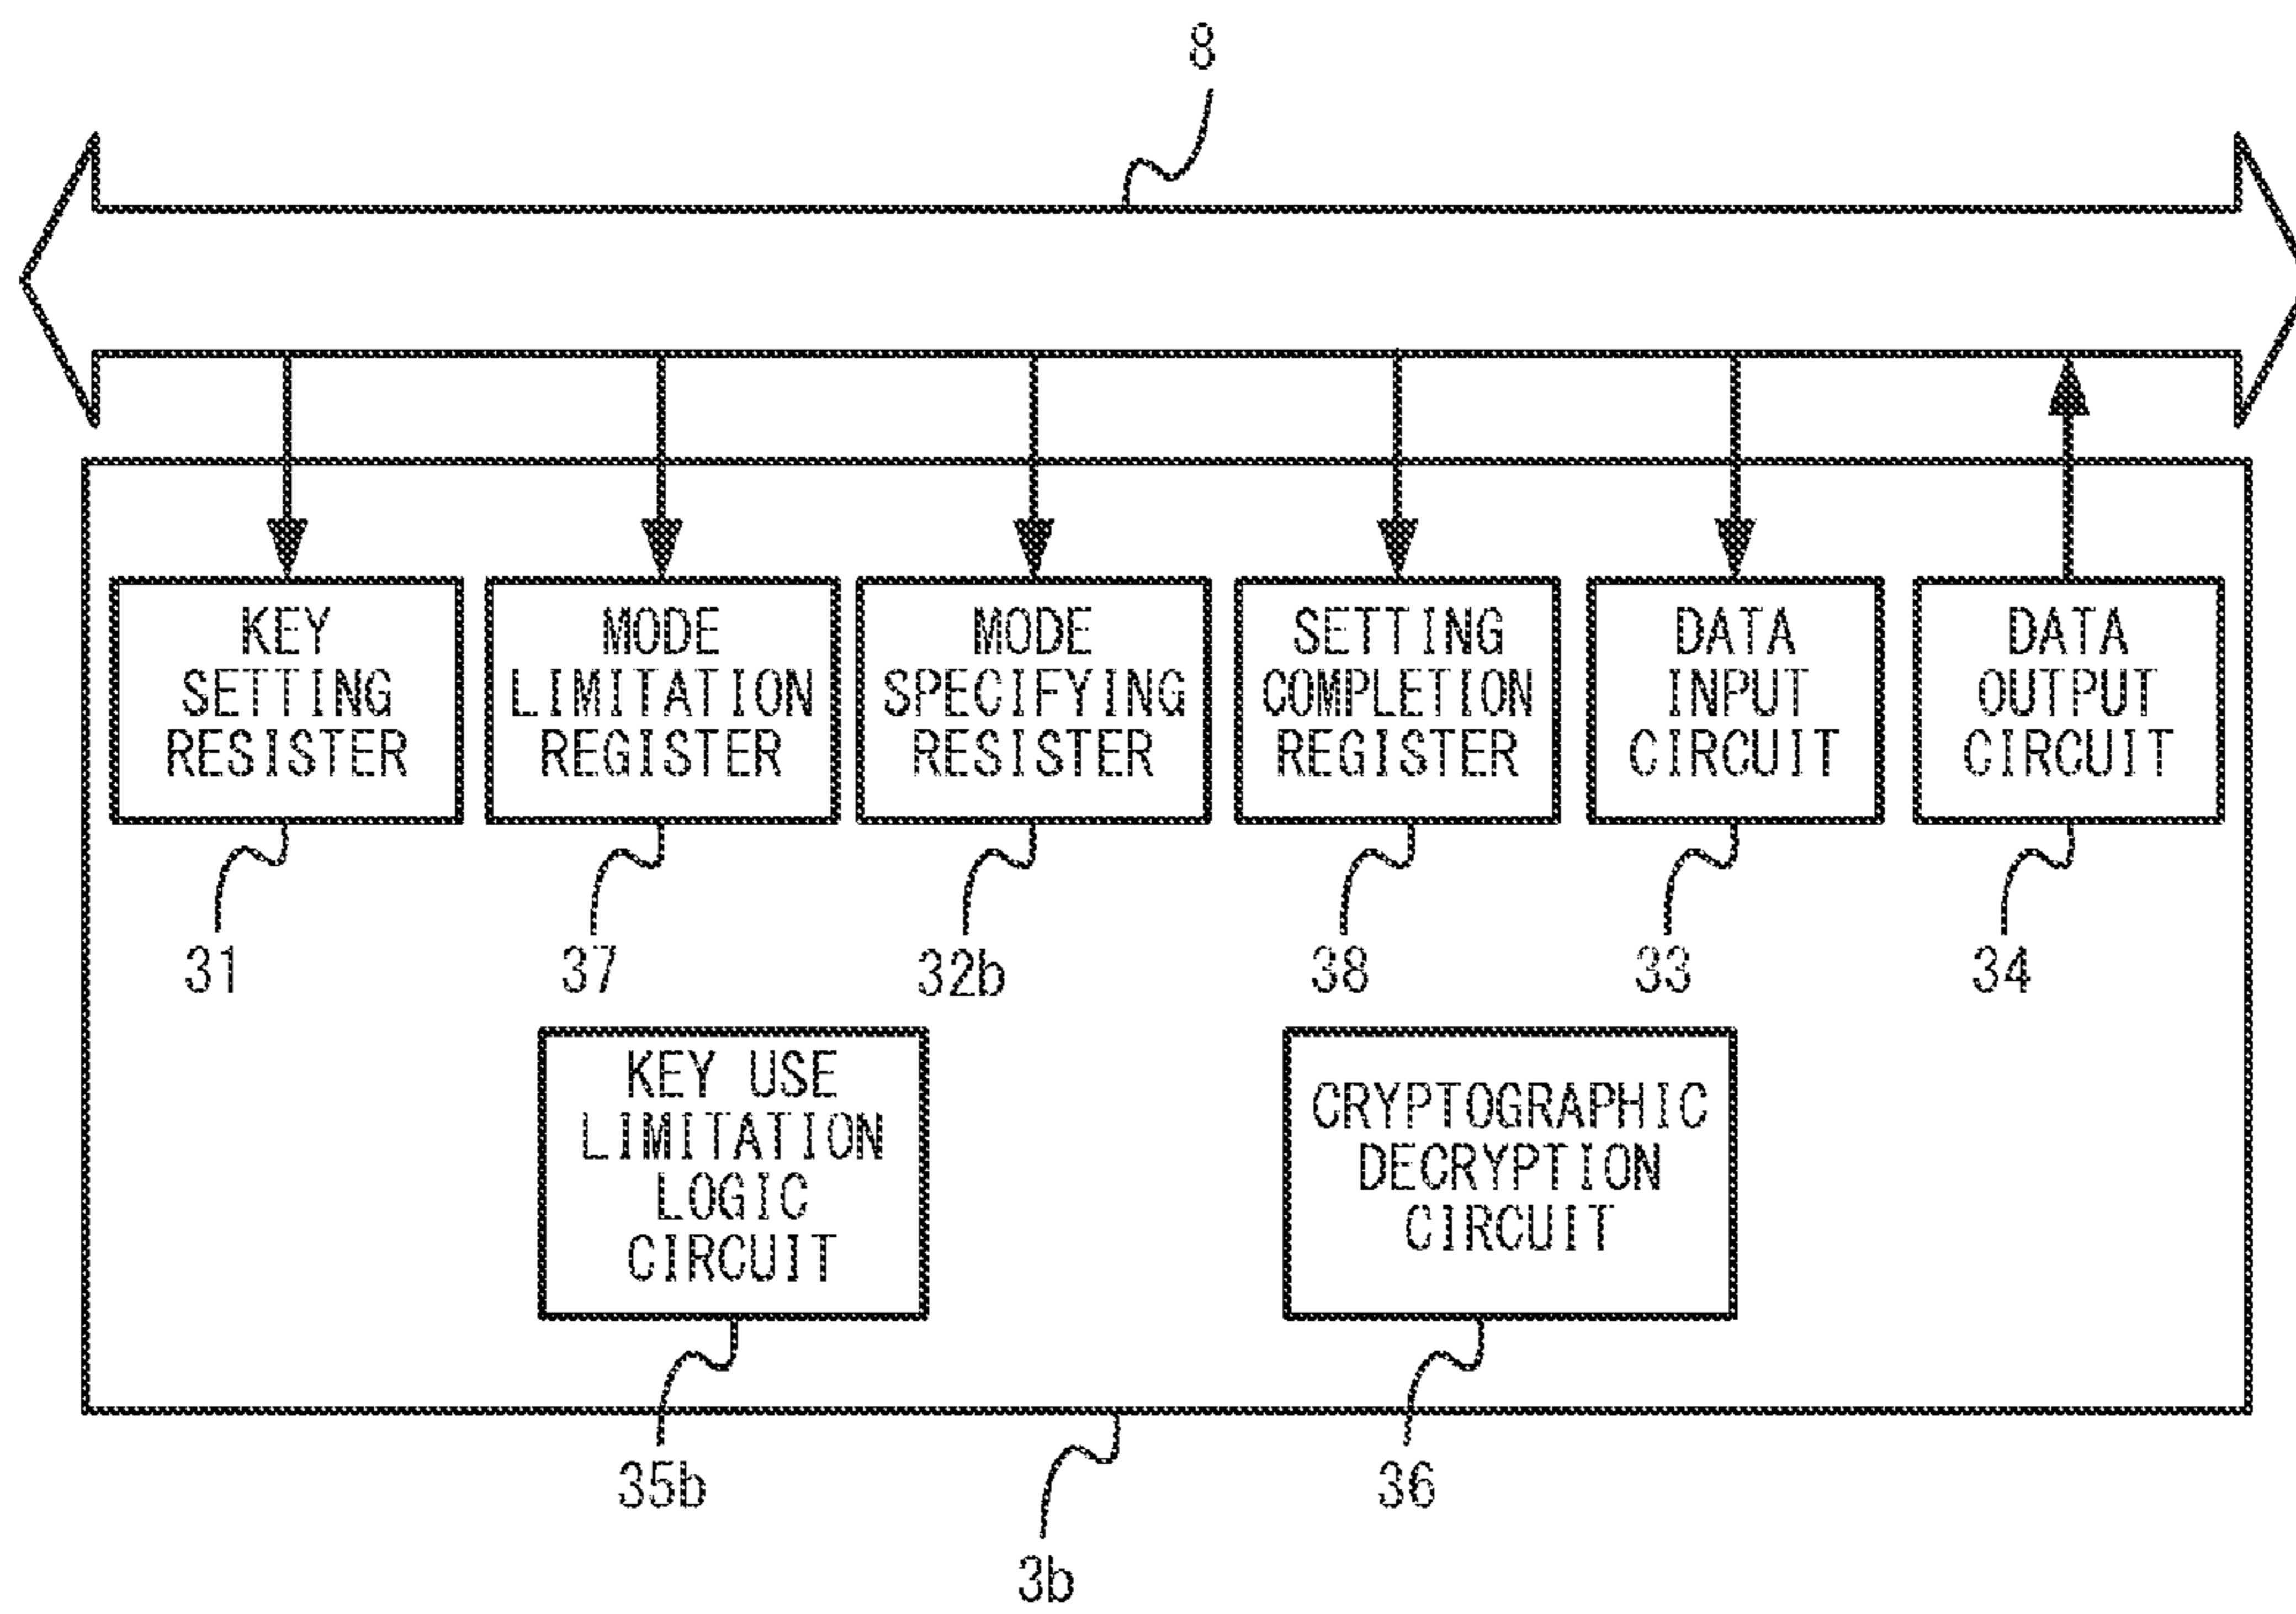 8
KEY
SETTING
RESISTER
MODE
LIMITATION
REGISTER
MODE
SPECIFYING
RESISTER
SETTING
COMPLETION
REGISTER
DATA
INPUT
CIRCUIT
DATA
OUTPUT
CIRCUIT
31
37
32b
38
33
34
KEY USE
LIMITATION
LOGIC
CIRCUIT
CRYPTOGRAPHIC
DECRYPTION
CIRCUIT
35b
36
3b